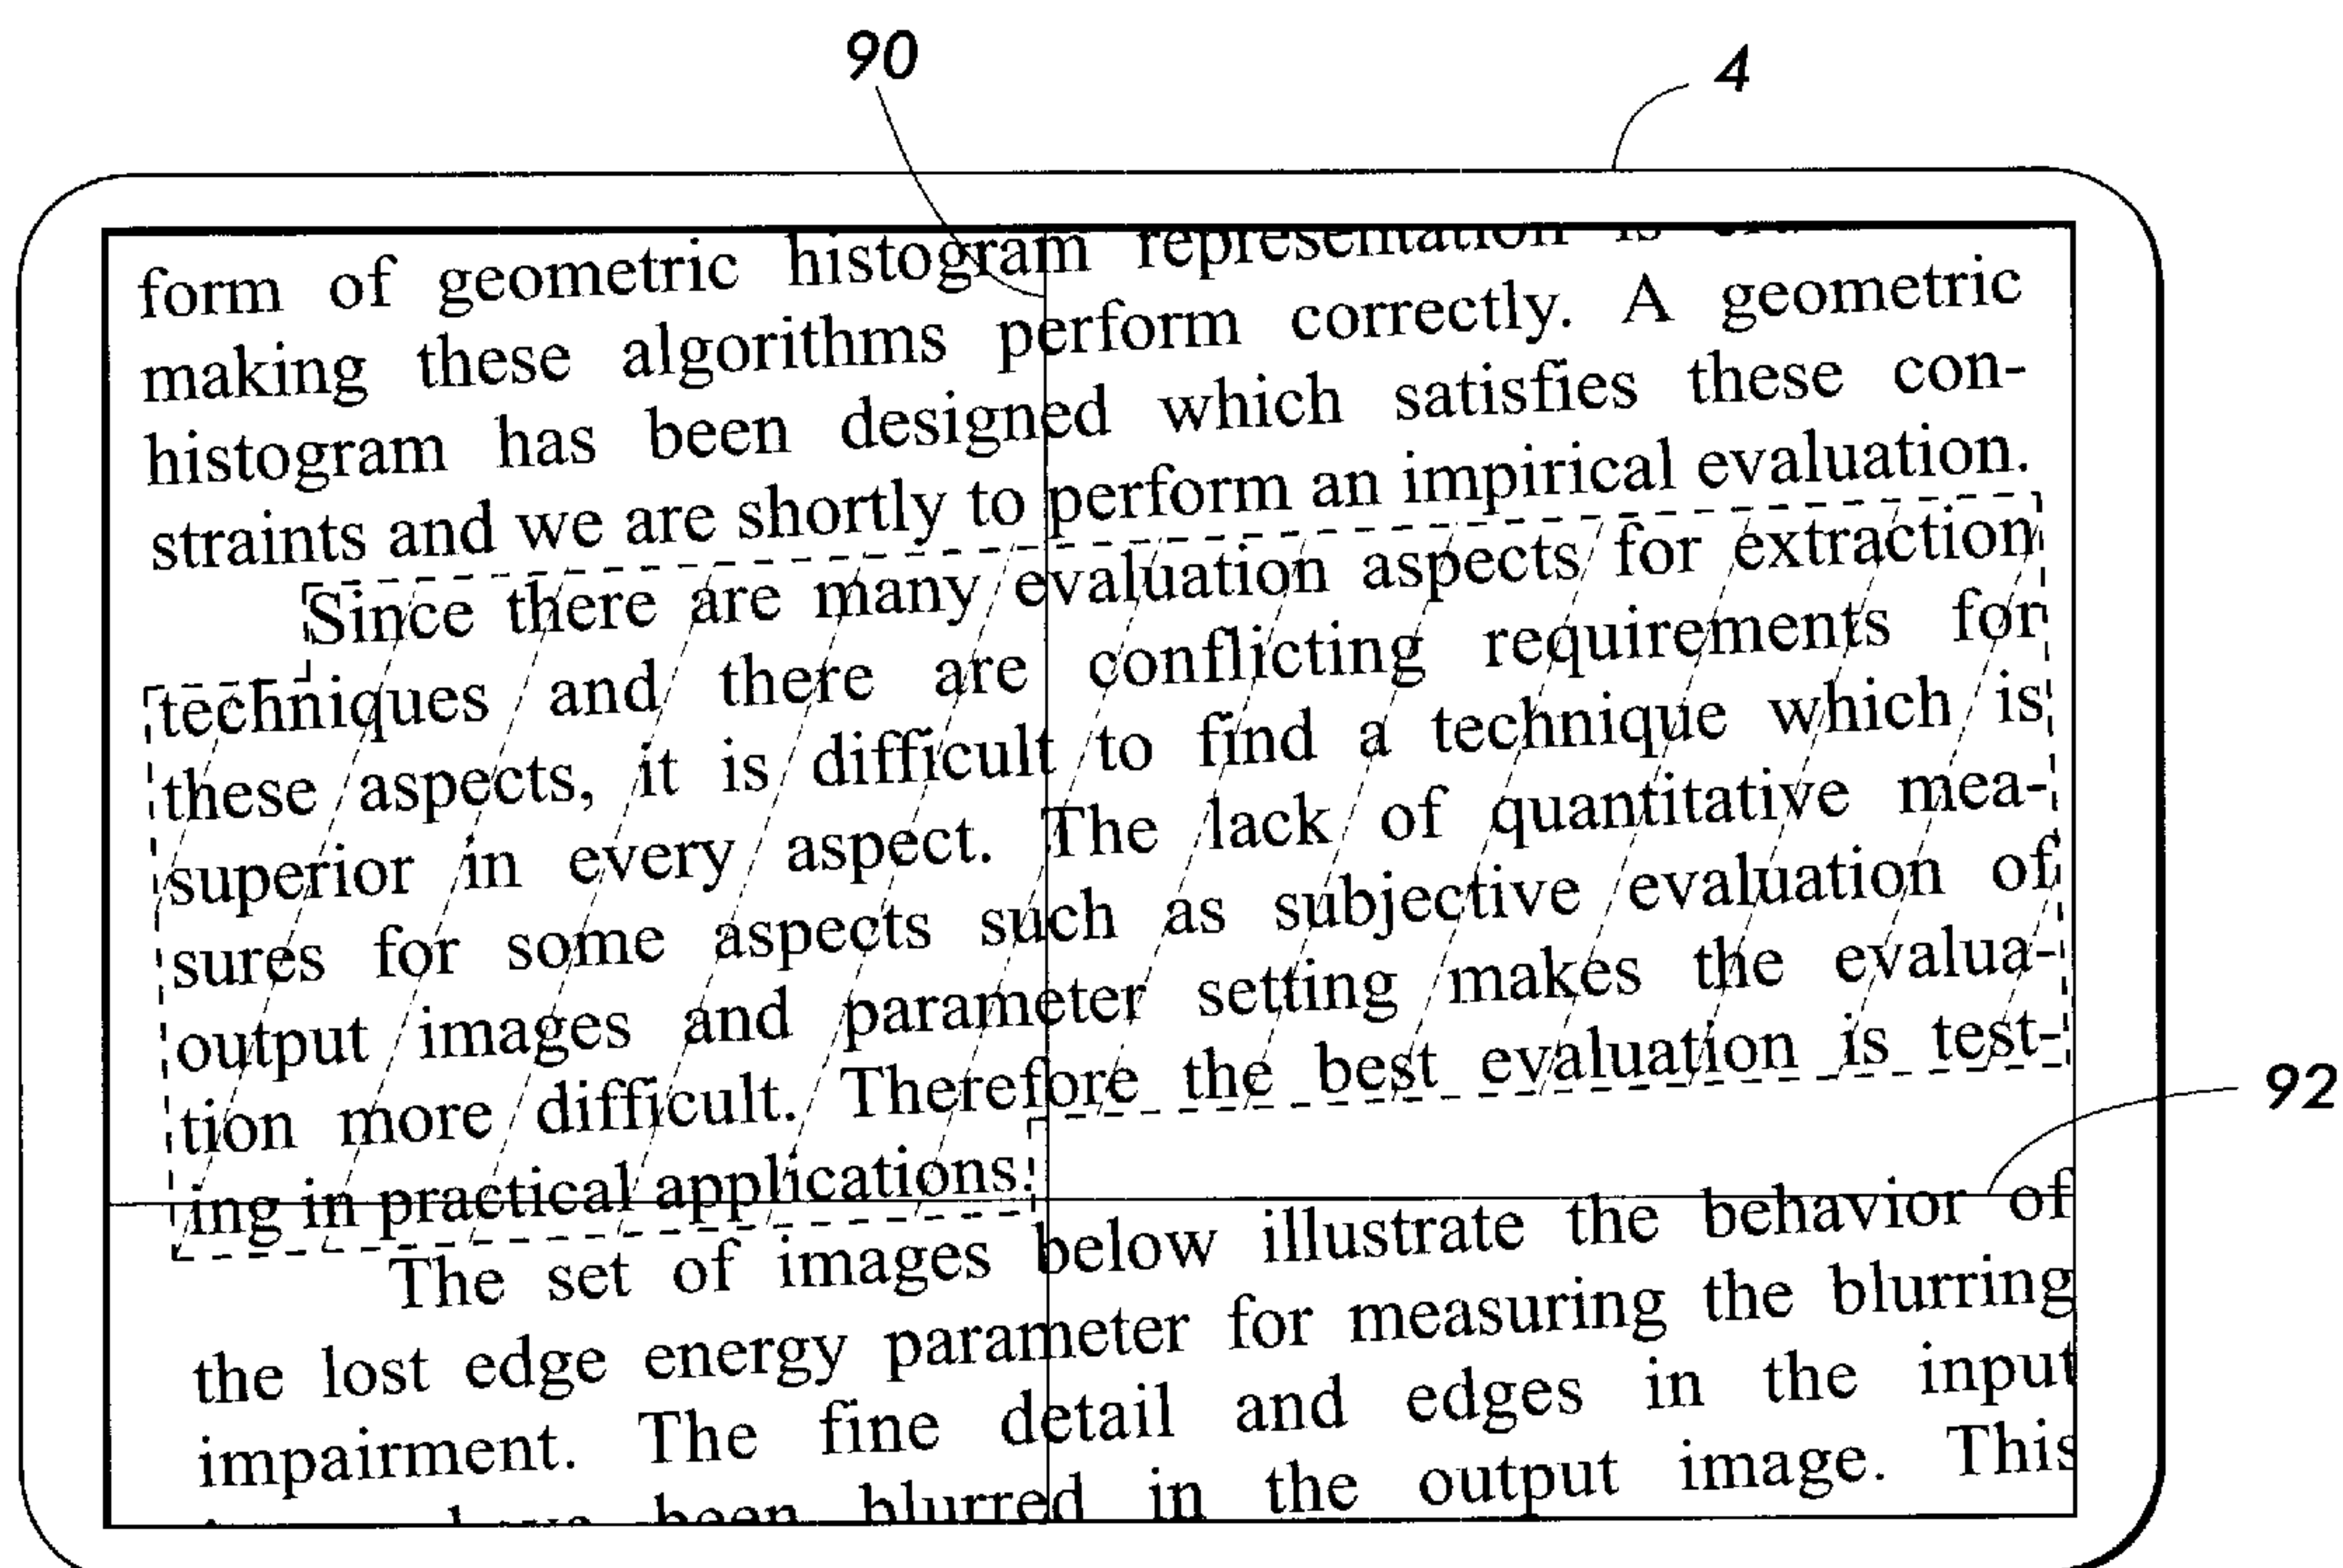 90
4
form of geometric histogram representation is
making these algorithms perform correctly. A geometric
histogram has been designed which satisfies these con-
straints and we are shortly to perform an impirical evaluation.
Since there are many evaluation aspects for extraction
techniques and there are conflicting requirements for
these aspects, it is difficult to find a technique which is
superior in every aspect. The lack of quantitative mea-
sures for some aspects such as subjective evaluation of
output images and parameter setting makes the evalua-
tion more difficult. Therefore the best evaluation is test-
ing in practical applications.
92
The set of images below illustrate the behavior of
the lost edge energy parameter for measuring the blurring
impairment. The fine detail and edges in the input
have been blurred in the output image. This